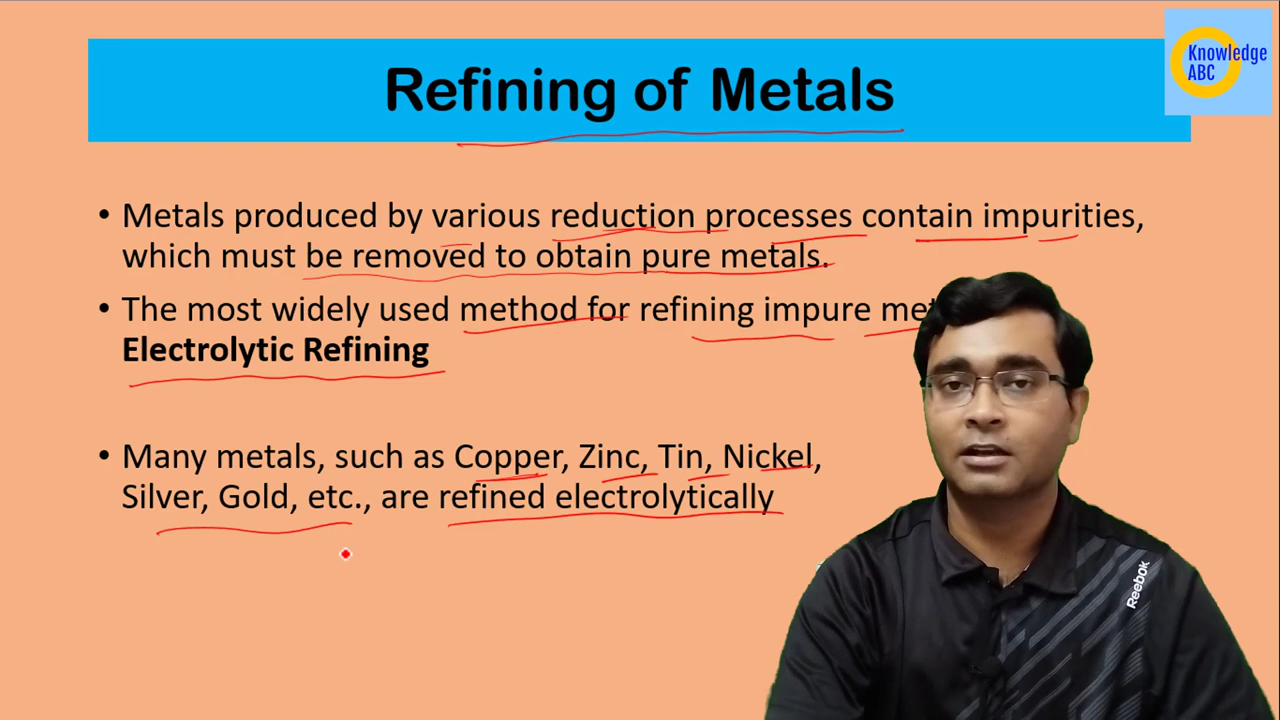 Refining of Metals
Knowledge
ABC
• Metals produced by various reduction processes contain impurities,
which must be removed to obtain pure metals.
• The most widely used method for refining impure
Electrolytic Refining
• Many metals, such as Copper, Zinc, Tin, Nickel,
Silver, Gold, etc., are refined electrolytically
Reebok